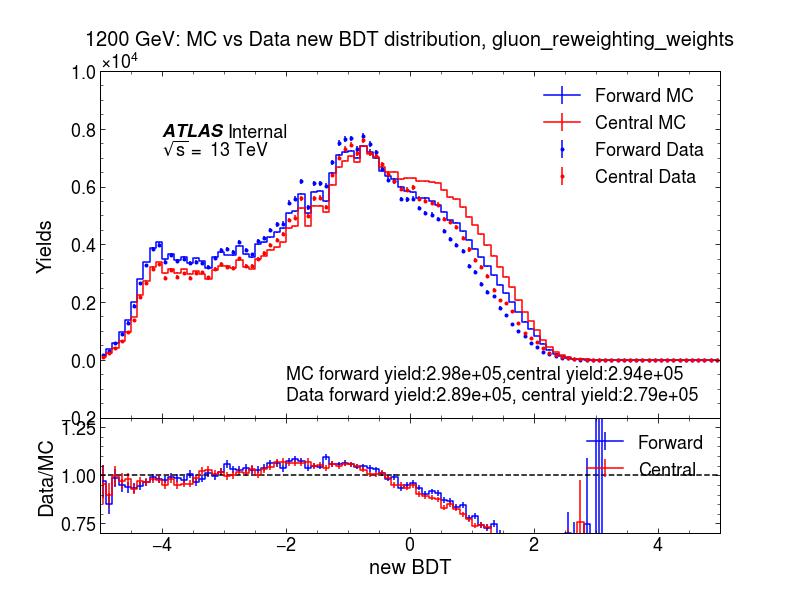 1200 GeV: MC vs Data new BDT distribution, gluon_reweighting_weights
×10⁴
1.0
0.8
0.6
0.4
0.2
0.0
0.2
Yields
ATLAS Internal
√s = 13 TeV
Forward MC
Central MC
Forward Data
Central Data
MC forward yield:2.98e+05,central yield:2.94e+05
Data forward yield:2.89e+05, central yield:2.79e+05
1.25
1.00
0.75
Data/MC
Forward
Central
−4
−2
0
2
4
new BDT